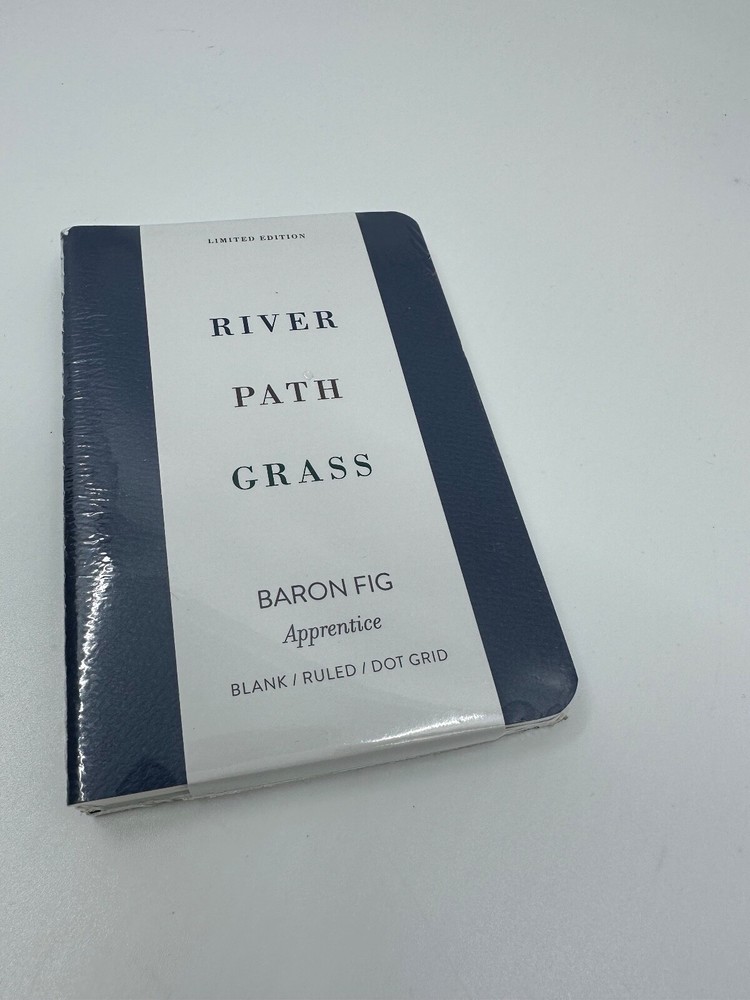 LIMITED EDITION
RIVER
PATH
GRASS
BARON FIG
Apprentice
BLANK / RULED / DOT GRID